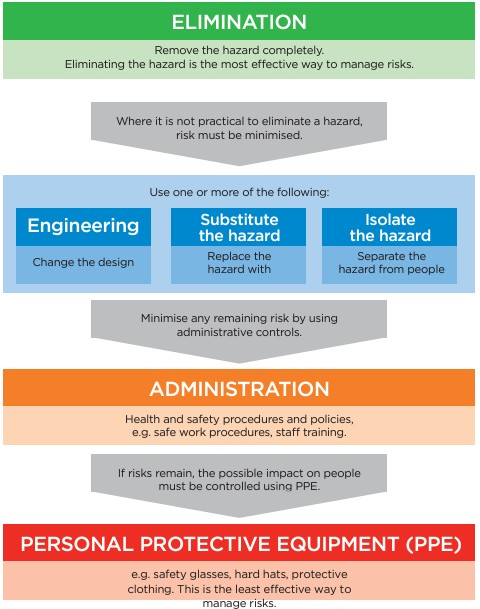 ELIMINATION
Remove the hazard completely.
Eliminating the hazard is the most effective way to manage risks.
Where it is not practical to eliminate a hazard,
risk must be minimised.
Use one or more of the following:
Engineering
Change the design
Substitute
the hazard
Replace the
hazard with
Isolate
the hazard
Separate the
hazard from people
Minimise any remaining risk by using
administrative controls.
ADMINISTRATION
Health and safety procedures and policies,
e.g. safe work procedures, staff training.
If risks remain, the possible impact on people
must be controlled using PPE.
PERSONAL PROTECTIVE EQUIPMENT (PPE)
e.g. safety glasses, hard hats, protective
clothing. This is the least effective way to
manage risks.